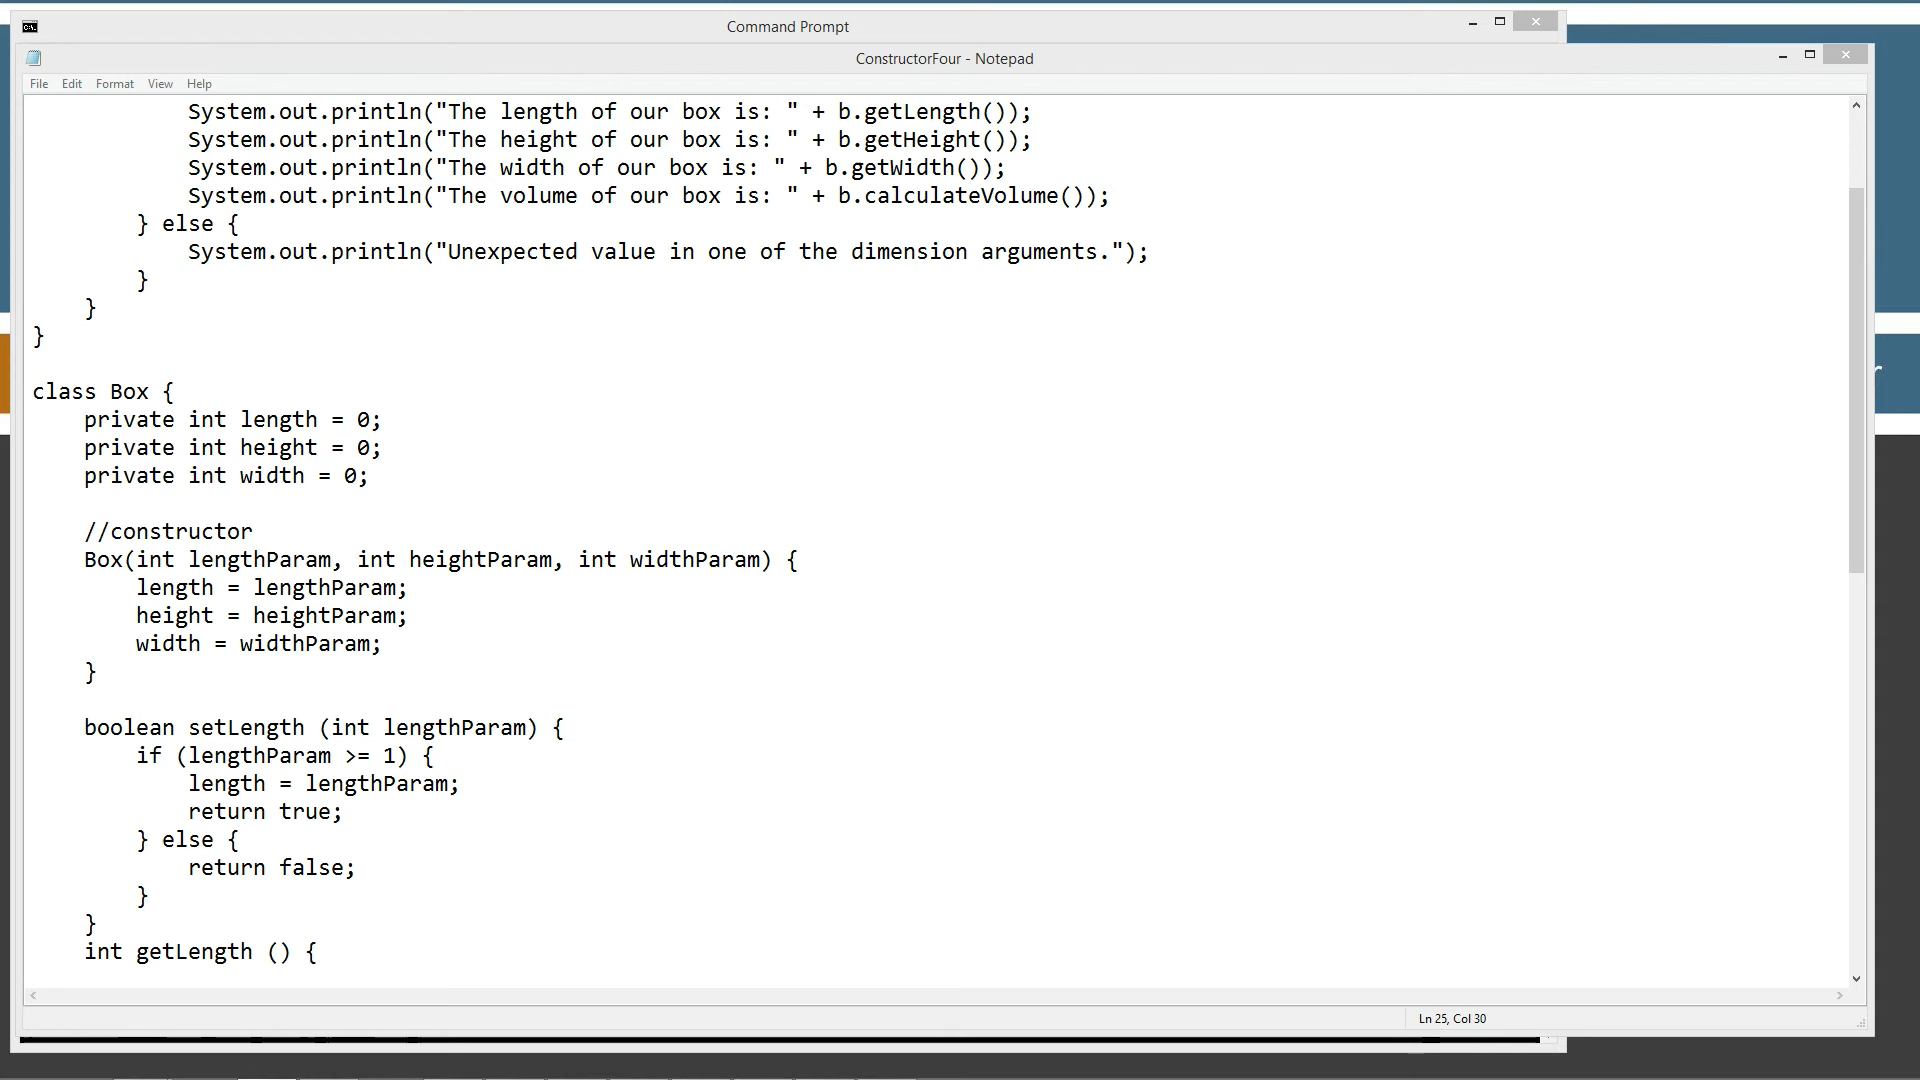 Command Prompt
ConstructorFour - Notepad
File Edit Format View Help
System.out.println("The length of our box is: " + b.getLength());
System.out.println("The height of our box is: " + b.getHeight());
System.out.println("The width of our box is: " + b.getWidth());
System.out.println("The volume of our box is: " + b.calculateVolume());
} else {
System.out.println("Unexpected value in one of the dimension arguments.");
}
}
}
class Box {
private int length = 0;
private int height = 0;
private int width = 0;
//constructor
Box(int lengthParam, int heightParam, int widthParam) {
length = lengthParam;
height = heightParam;
width = widthParam;
}
boolean setLength (int lengthParam) {
if (lengthParam >= 1) {
length = lengthParam;
return true;
} else {
return false;
}
}
int getLength () {
Ln 25, Col 30